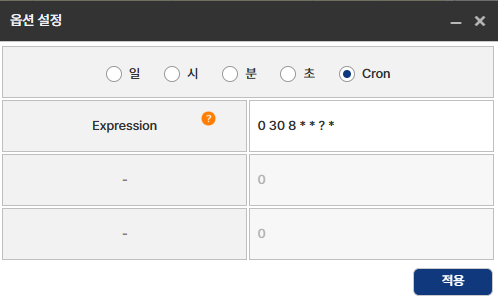 옵션 설정
일 시 분 초 Cron
Expression ? 0 30 8 * * ? *
- 0
- 0
적용